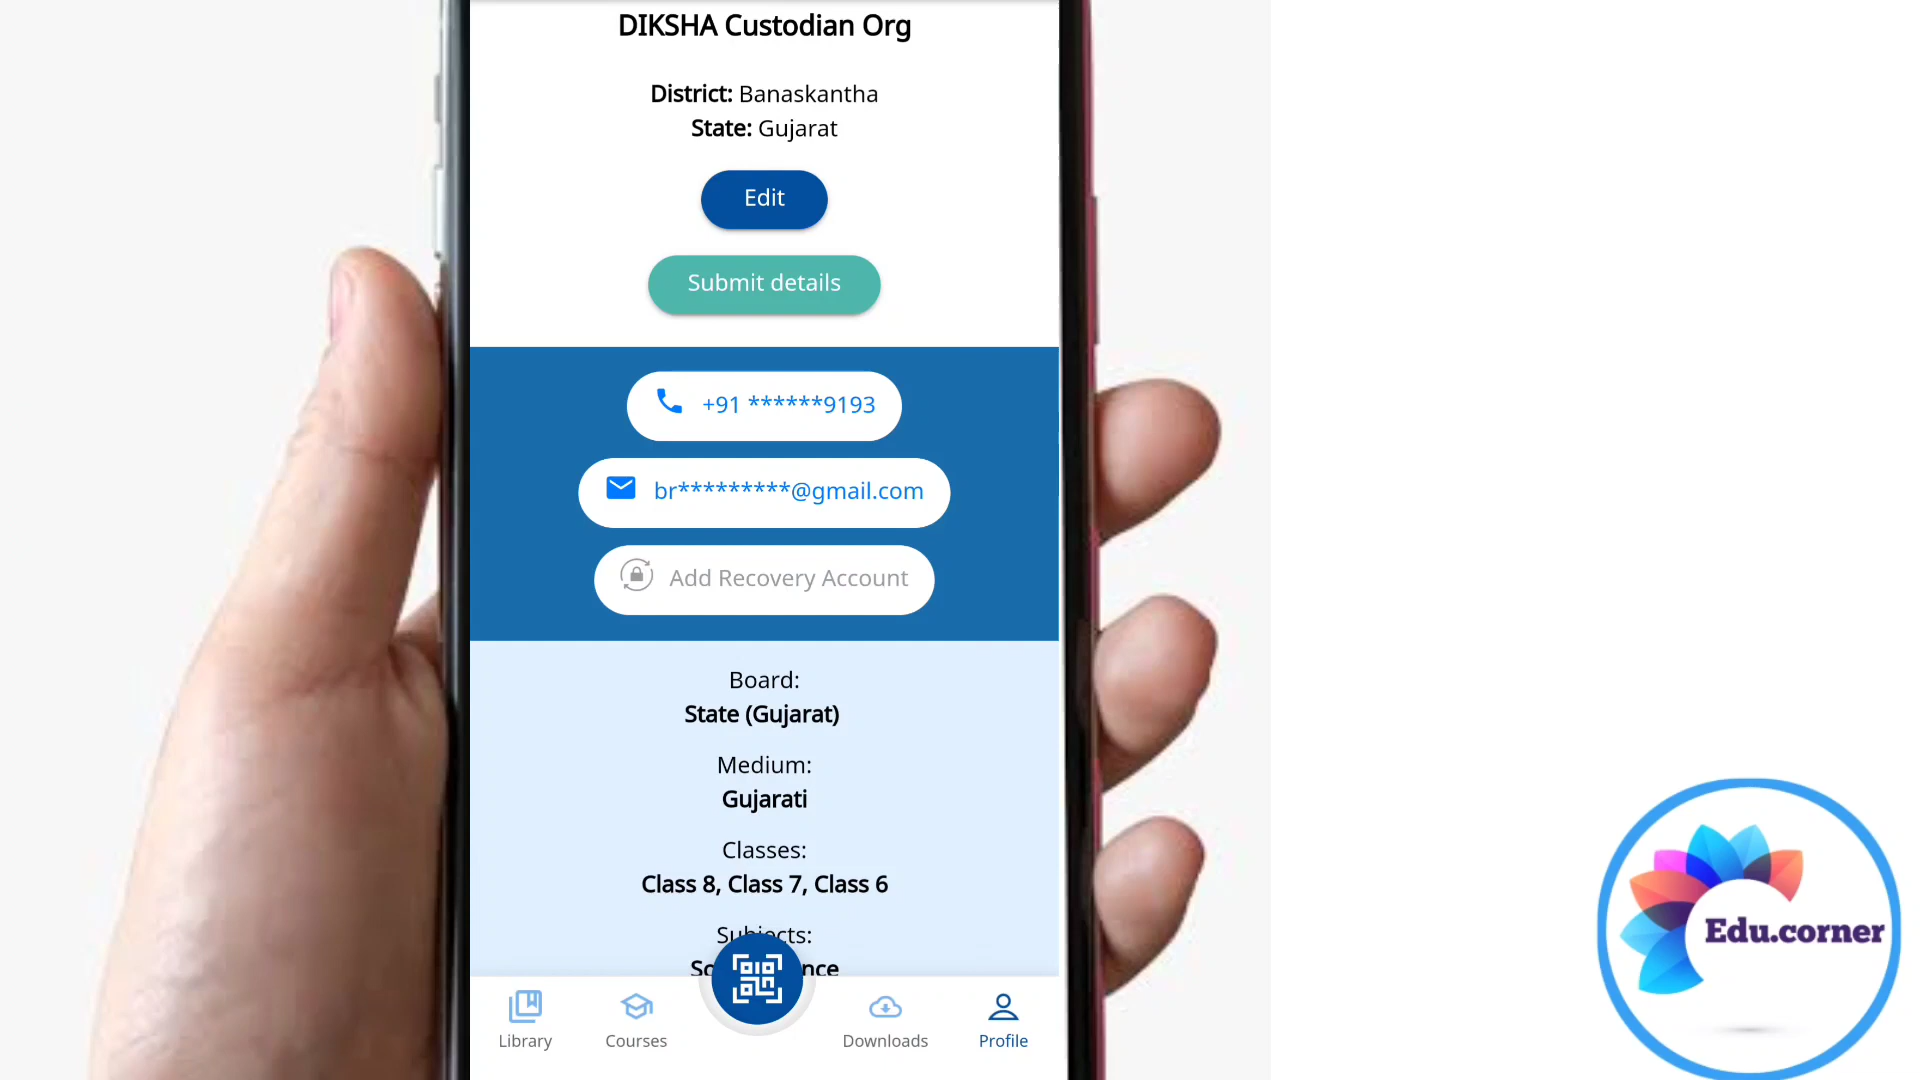 DIKSHA Custodian Org
District: Banaskantha
State: Gujarat
Edit
Submit details
+91 ******9193
br*********@gmail.com
Add Recovery Account
Board:
State (Gujarat)
Medium:
Gujarati
Classes:
Class 8, Class 7, Class 6
Subjects:
Library
Courses
Downloads
Profile
Edu.corner